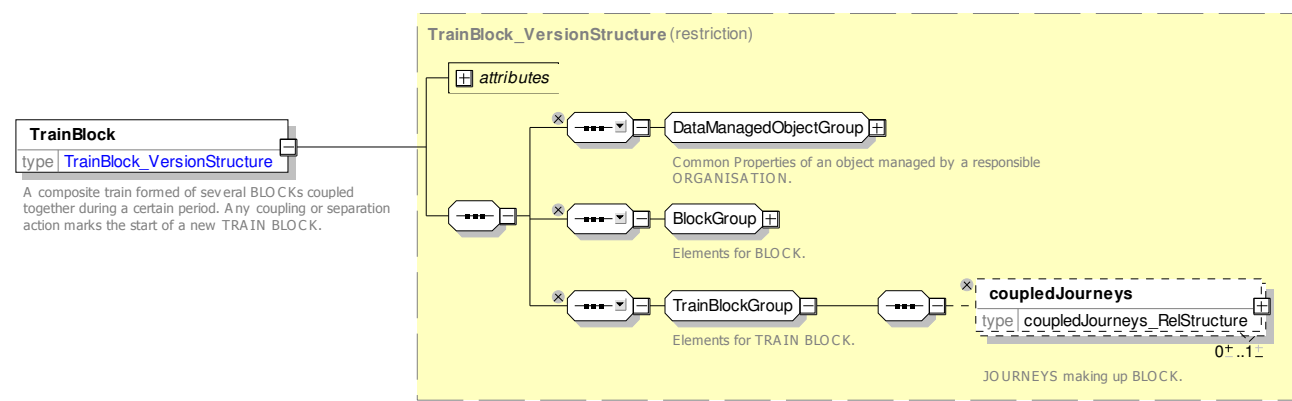 TrainBlock_VersionStructure (restriction)
attributes
TrainBlock
type TrainBlock_VersionStructure
A composite train formed of several BLOCKs coupled
together during a certain period. Any coupling or separation
action marks the start of a new TRAIN BLOCK.
DataManagedObjectGroup
Common Properties of an object managed by a responsible
ORGANISATION.
BlockGroup
Elements for BLOCK.
TrainBlockGroup
Elements for TRAIN BLOCK.
coupledJourneys
type coupledJourneys_RelStructure
0±..1±
JOURNEYS making up BLOCK.